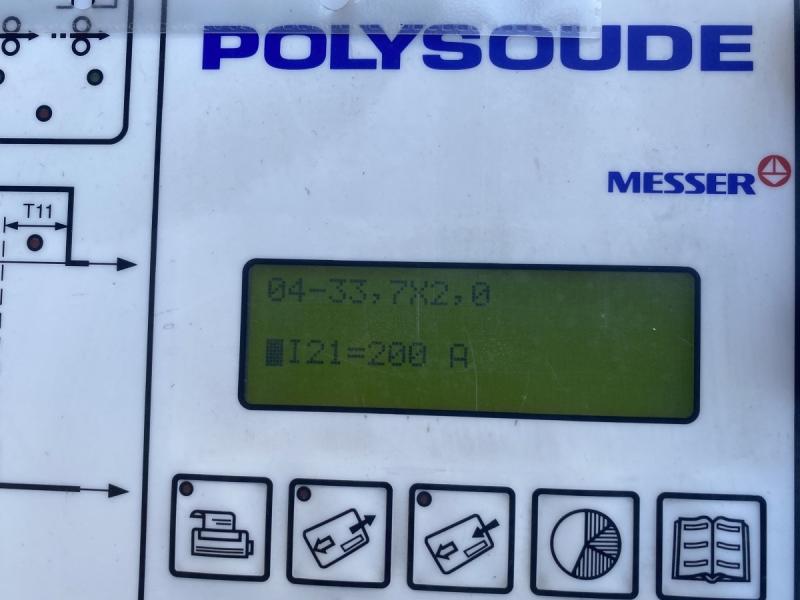 POLYSOUDE
MESSER
T11
04-33,7X2,0
I21=200 A